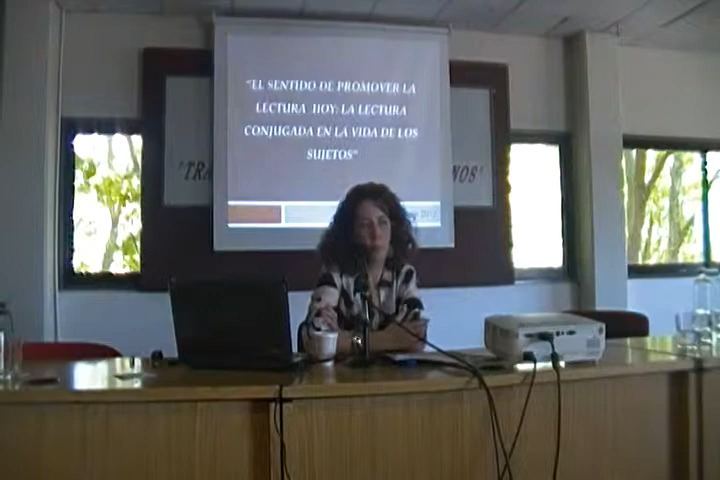 "EL SENTIDO DE PROMOVER LA
LECTURA HOY: LA LECTURA
CONJUGADA EN LA VIDA DE LOS
SUJETOS"